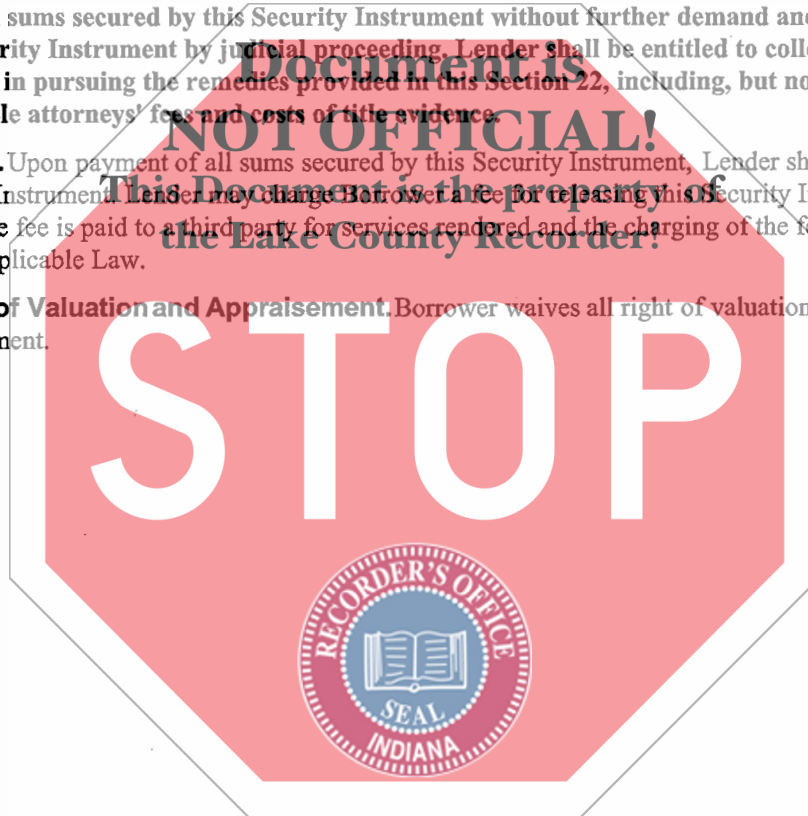 sums secured by this Security Instrument without further demand and
rity Instrument by judicial proceeding. Lender shall be entitled to coll
in pursuing the remedies provided in this Section 22, including, but no
le attorneys' fees and costs of title evidence.
Upon payment of all sums secured by this Security Instrument, Lender sh
Instrument. Lender may charge Borrower a fee for releasing this Security I
e fee is paid to a third party for services rendered and the charging of the f
plicable Law.
of Valuation and Appraisement. Borrower waives all right of valuation
ment.
Document is
NOT OFFICIAL!
This Document is the property of
the Lake County Recorder!
STOP
RECORDER'S OFFICE
SEAL
INDIANA